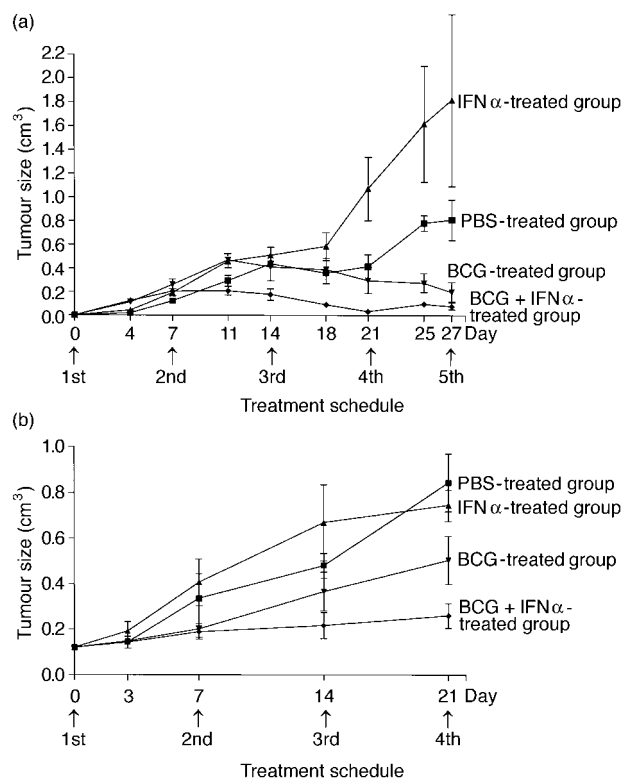 (a)
Tumour size (cm3)
2.2
2.0
1.8
1.6
1.4
1.2
1.0
0.8
0.6
0.4
0.2
0.0
IFNα-treated group
PBS-treated group
BCG-treated group
BCG + IFNα-
treated group
0 4 7 11 14 18 21 25 27 Day
1st 2nd 3rd 4th 5th
Treatment schedule
(b)
Tumour size (cm3)
1.0
0.8
0.6
0.4
0.2
0.0
PBS-treated group
IFNα-treated group
BCG-treated group
BCG + IFNα-
treated group
0 3 7 14 21 Day
1st 2nd 3rd 4th
Treatment schedule